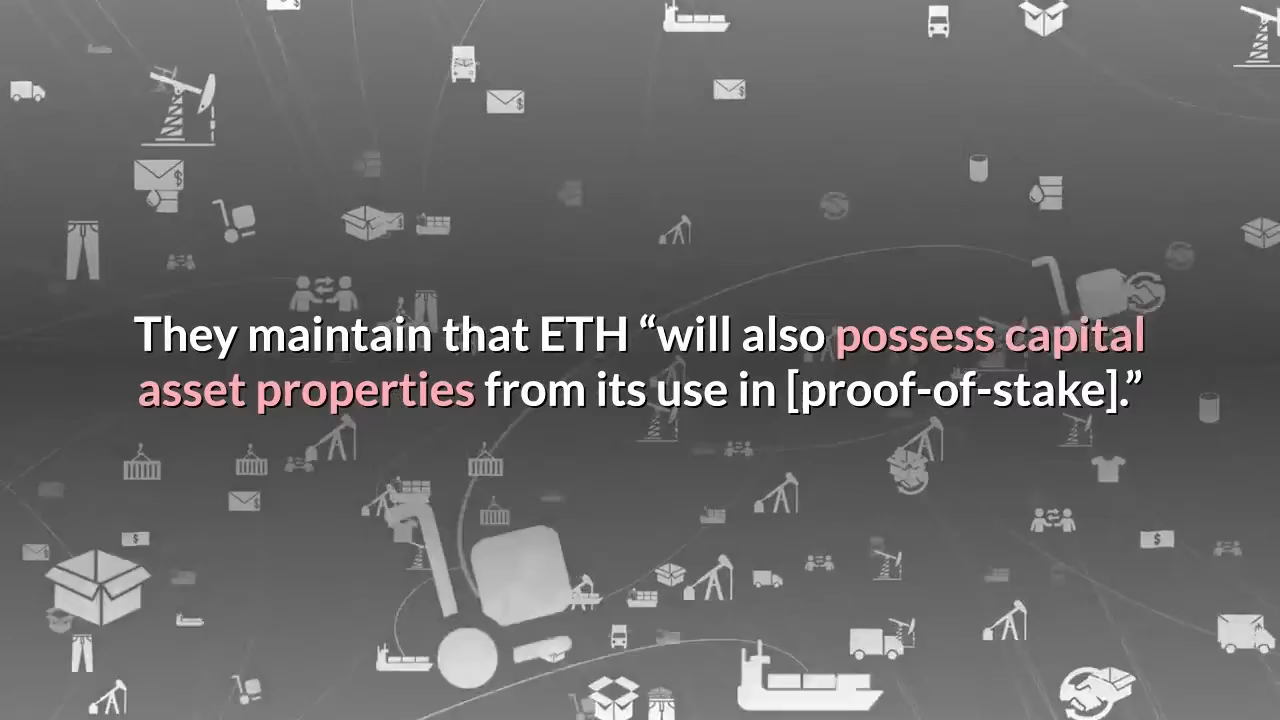 They maintain that ETH “will also possess capital
asset properties from its use in [proof-of-stake].”